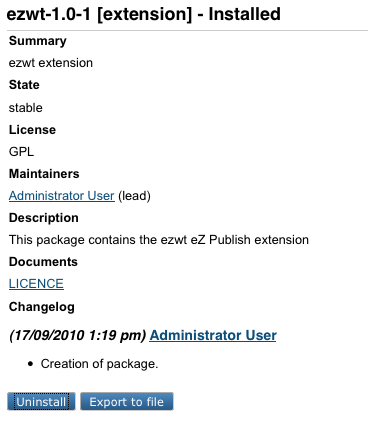 ezwt-1.0-1 [extension] - Installed
Summary
ezwt extension
State
stable
License
GPL
Maintainers
Administrator User (lead)
Description
This package contains the ezwt eZ Publish extension
Documents
LICENCE
Changelog
(17/09/2010 1:19 pm) Administrator User
• Creation of package.
Uninstall Export to file